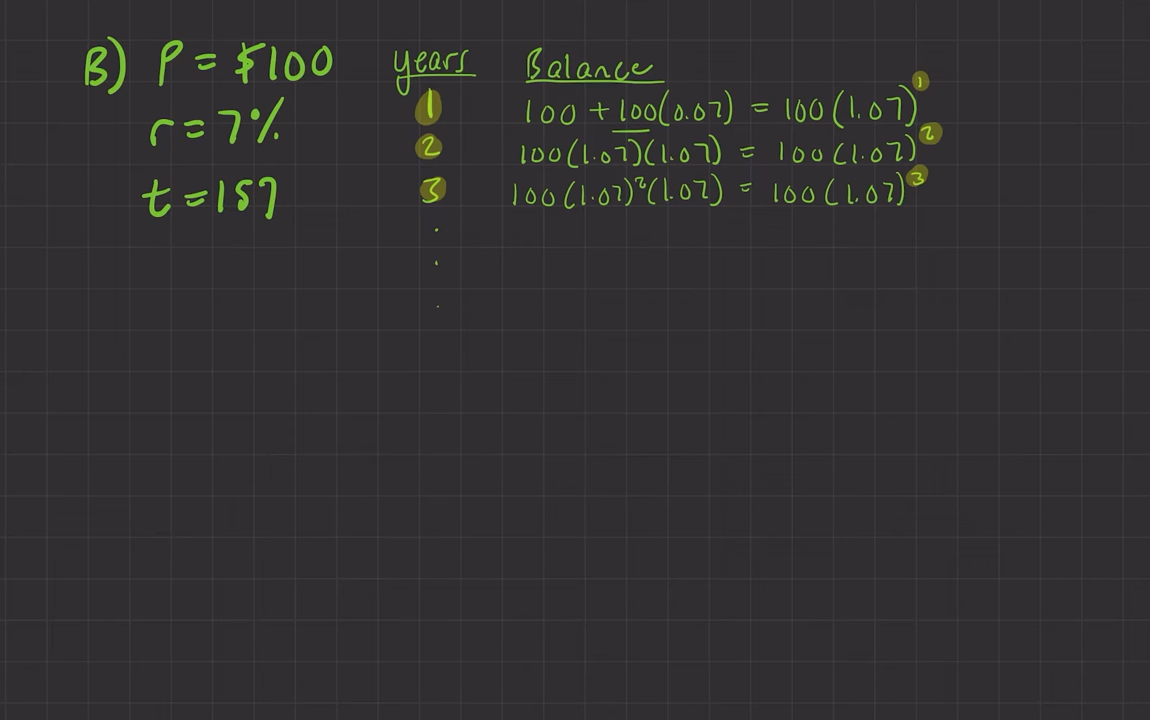 B) P = $100
r = 7%
t = 157
years Balance
1 100 + 100(0.07) = 100(1.07)¹
2 100(1.07)(1.07) = 100(1.07)²
3 100(1.07)²(1.07) = 100(1.07)³
.
.
.